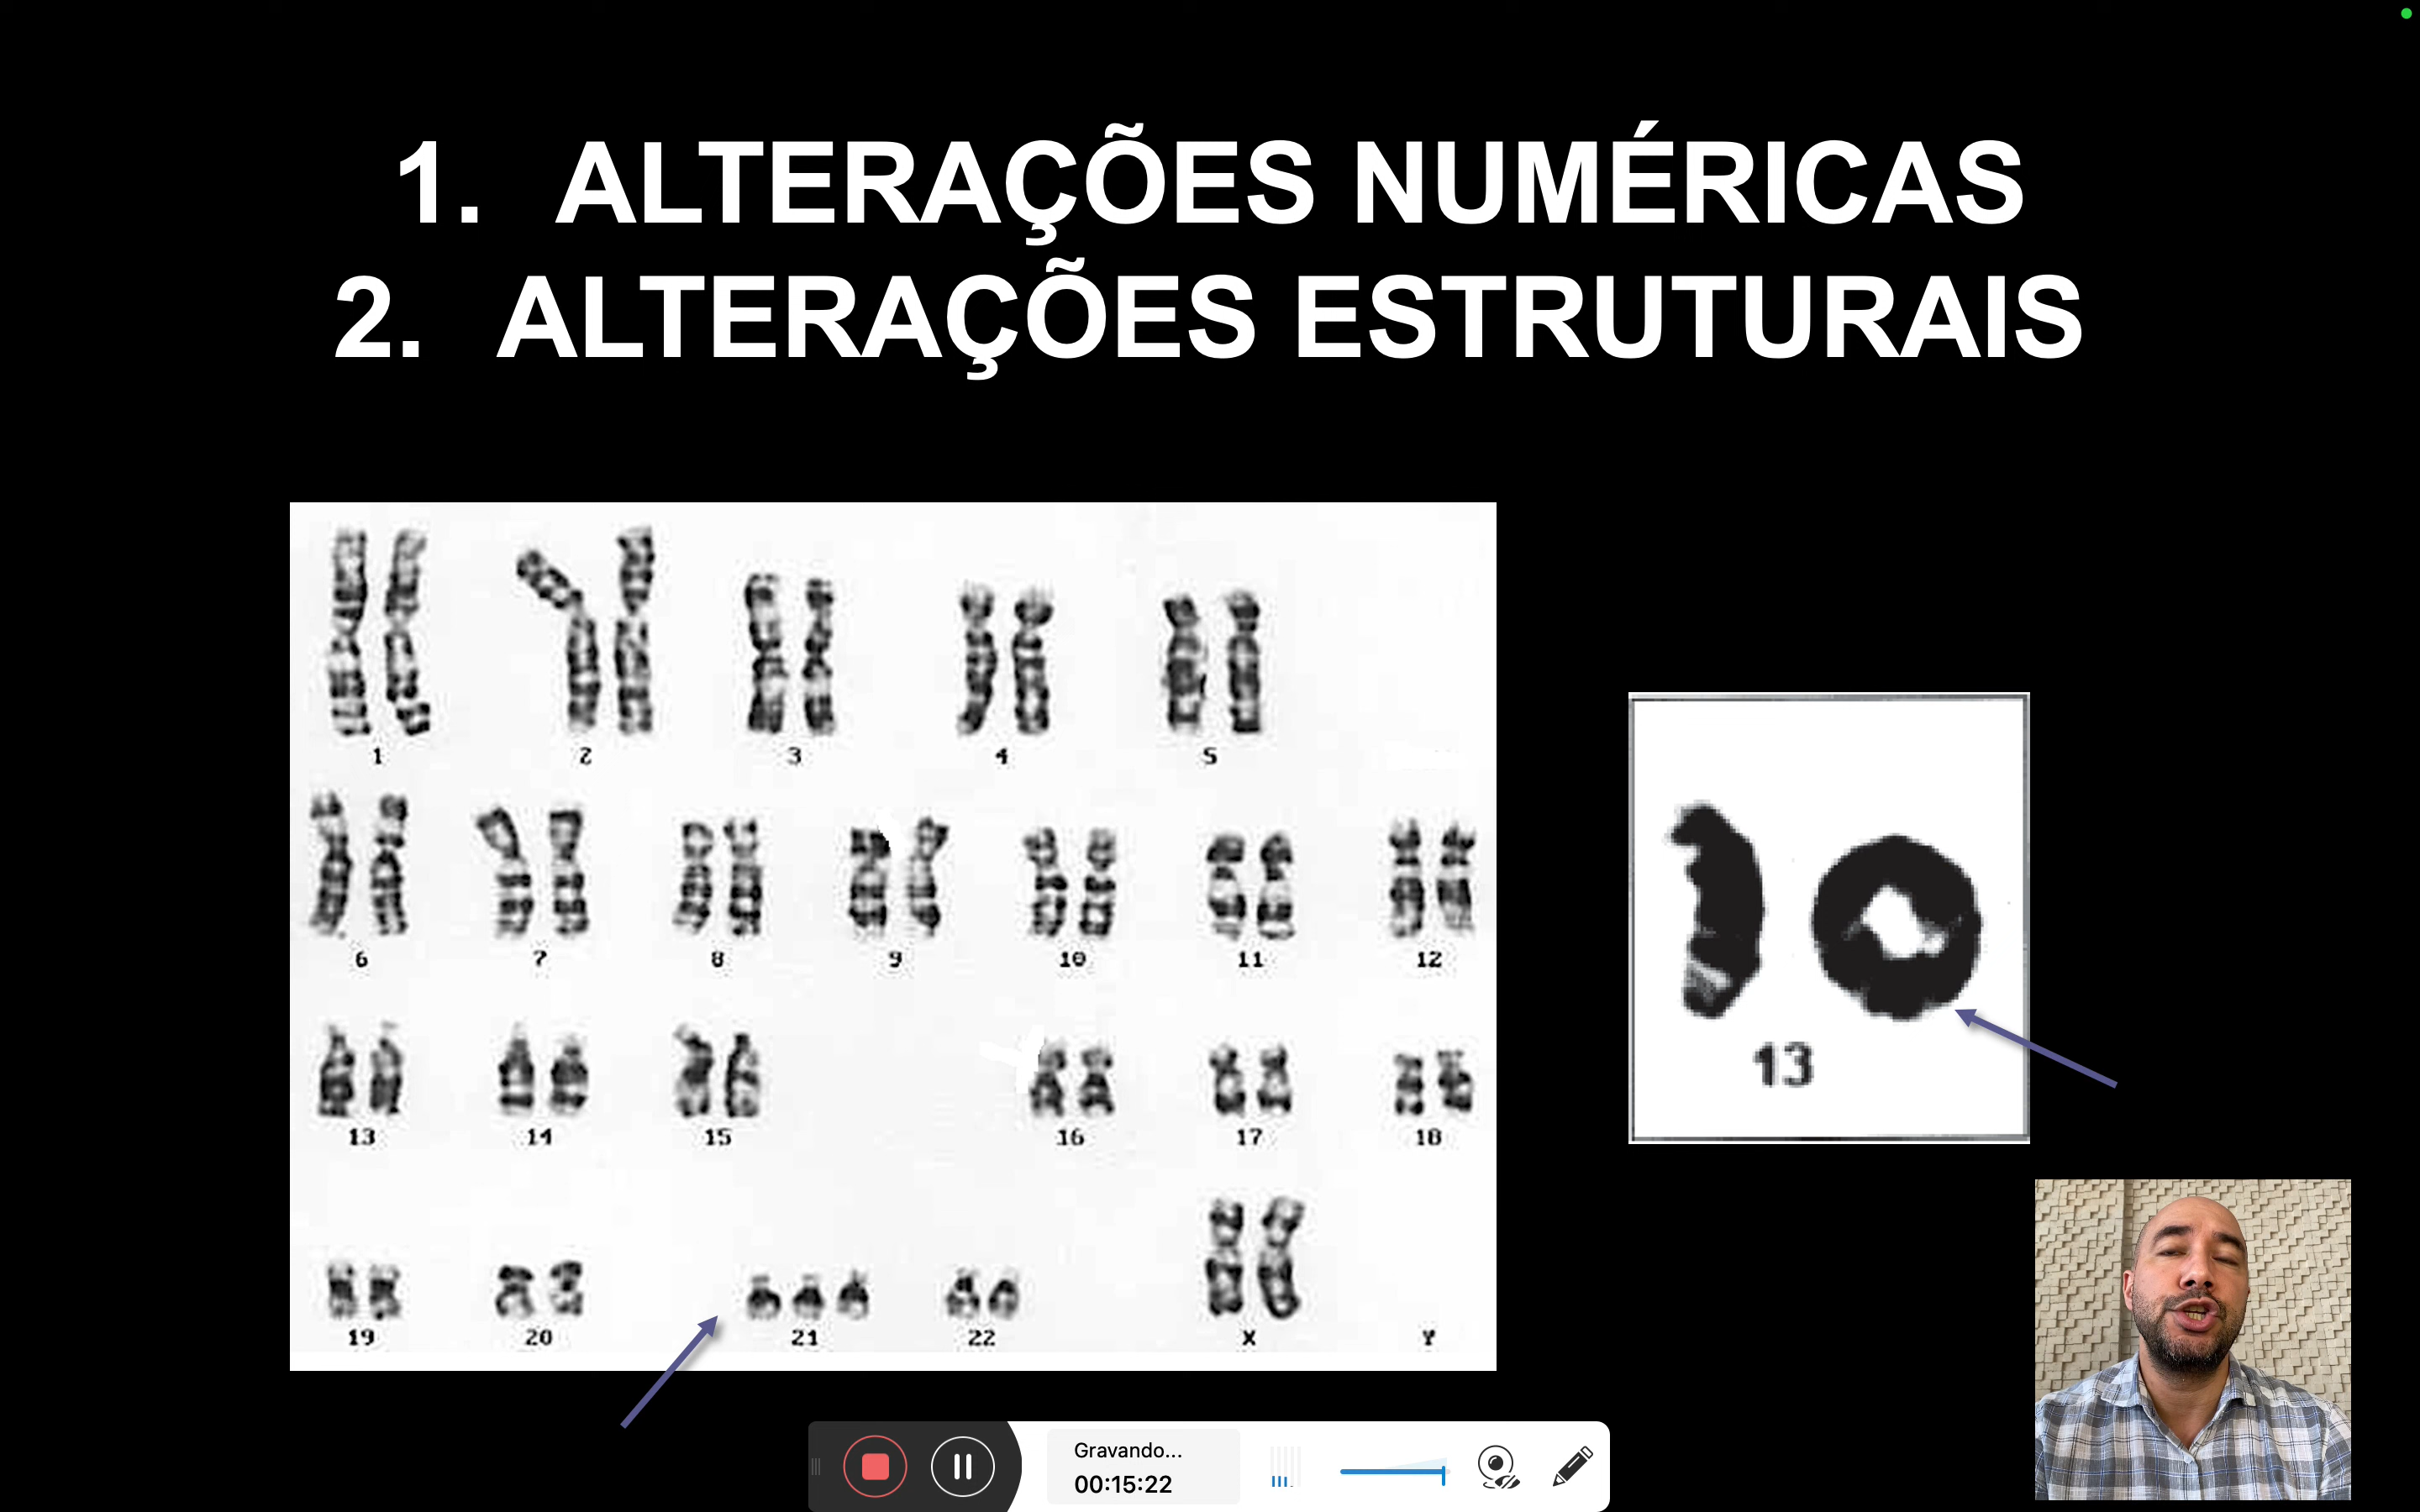 1. ALTERAÇÕES NUMÉRICAS
2. ALTERAÇÕES ESTRUTURAIS
1 2 3 4 5
6 7 8 9 10 11 12
13 14 15 16 17 18
19 20 21 22 X Y
13
Gravando...
00:15:22